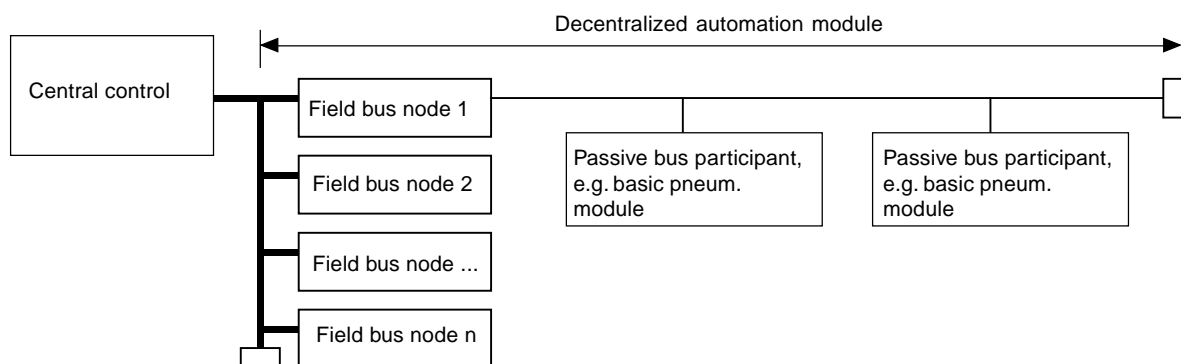 Decentralized automation module
Central control
Field bus node 1
Passive bus participant,
e.g. basic pneum.
module
Passive bus participant,
e.g. basic pneum.
module
Field bus node 2
Field bus node ...
Field bus node n